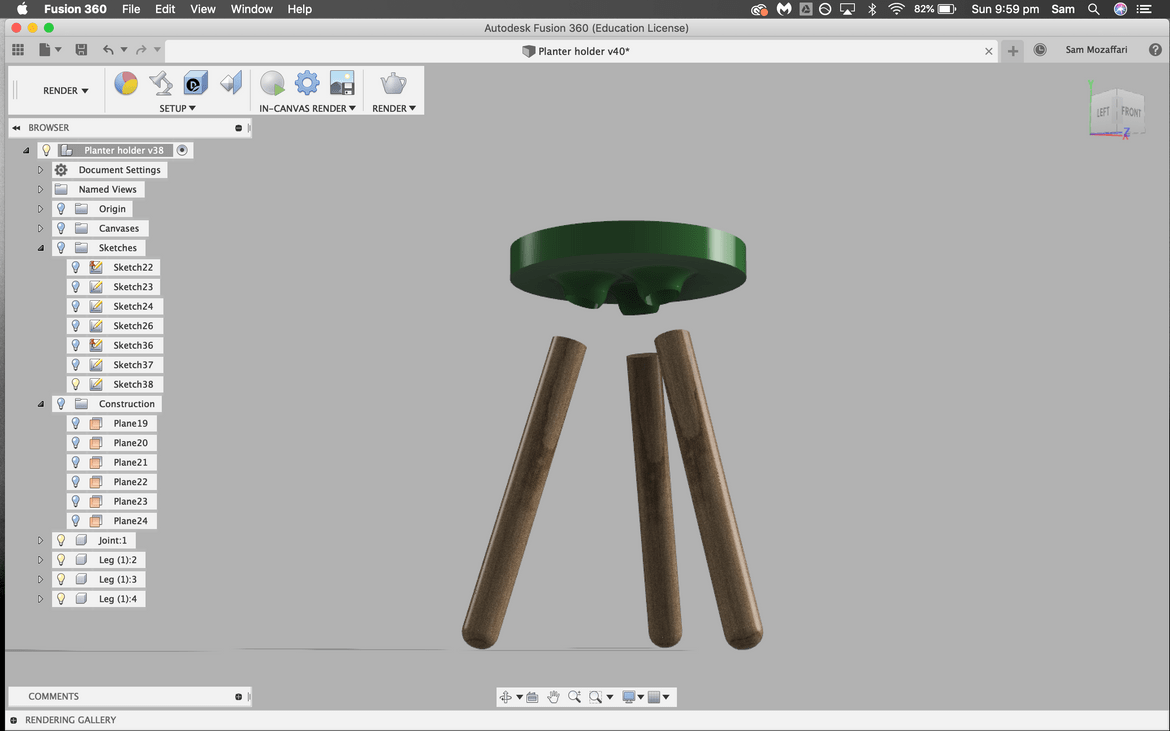 Fusion 360 File Edit View Window Help 82% Sun 9:59 pm Sam
Autodesk Fusion 360 (Education License)
Planter holder v40*
Sam Mozaffari
RENDER
SETUP
IN-CANVAS RENDER
RENDER
LEFT FRONT
Y
Z
X
BROWSER
Planter holder v38
Document Settings
Named Views
Origin
Canvases
Sketches
Sketch22
Sketch23
Sketch24
Sketch26
Sketch36
Sketch37
Sketch38
Construction
Plane19
Plane20
Plane21
Plane22
Plane23
Plane24
Joint:1
Leg (1):2
Leg (1):3
Leg (1):4
COMMENTS
RENDERING GALLERY